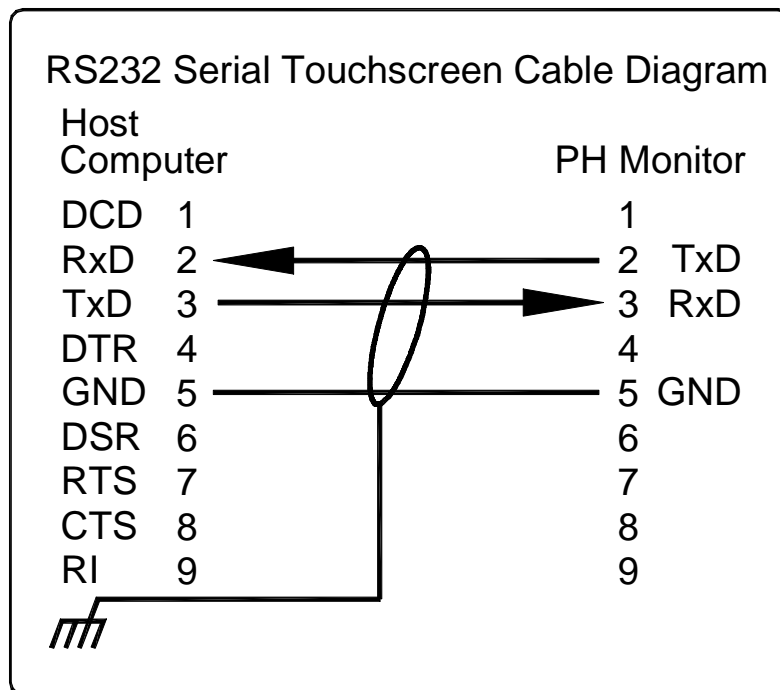 RS232 Serial Touchscreen Cable Diagram
Host
Computer PH Monitor
DCD 1 1
RxD 2 2 TxD
TxD 3 3 RxD
DTR 4 4
GND 5 5 GND
DSR 6 6
RTS 7 7
CTS 8 8
RI 9 9